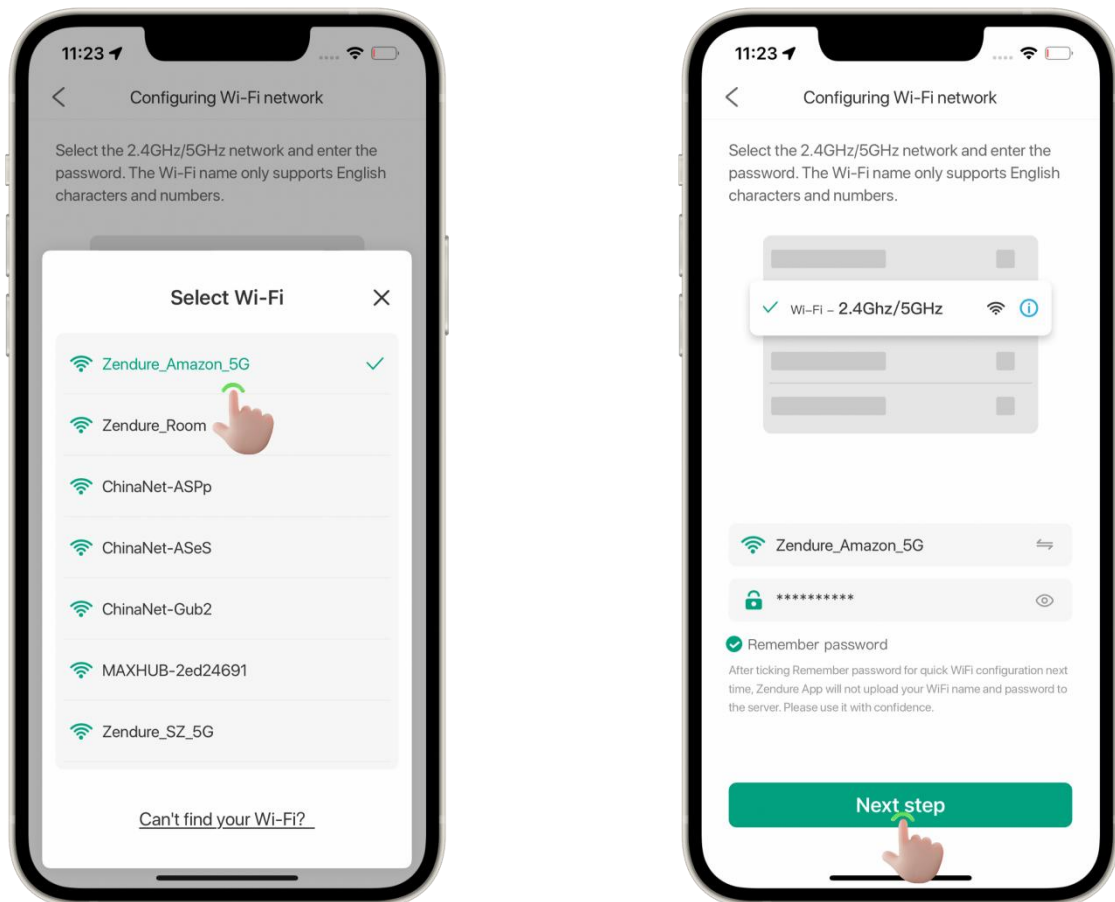 11:23
Configuring Wi-Fi network
Select the 2.4GHz/5GHz network and enter the
password. The Wi-Fi name only supports English
characters and numbers.
Select Wi-Fi
Zendure_Amazon_5G
Zendure_Room
ChinaNet-ASPp
ChinaNet-ASeS
ChinaNet-Gub2
MAXHUB-2ed24691
Zendure_SZ_5G
Can't find your Wi-Fi?
11:23
Configuring Wi-Fi network
Select the 2.4GHz/5GHz network and enter the
password. The Wi-Fi name only supports English
characters and numbers.
Wi-Fi - 2.4Ghz/5GHz
Zendure_Amazon_5G
**********
Remember password
After ticking Remember password for quick WiFi configuration next
time, Zendure App will not upload your WiFi name and password to
the server. Please use it with confidence.
Next step